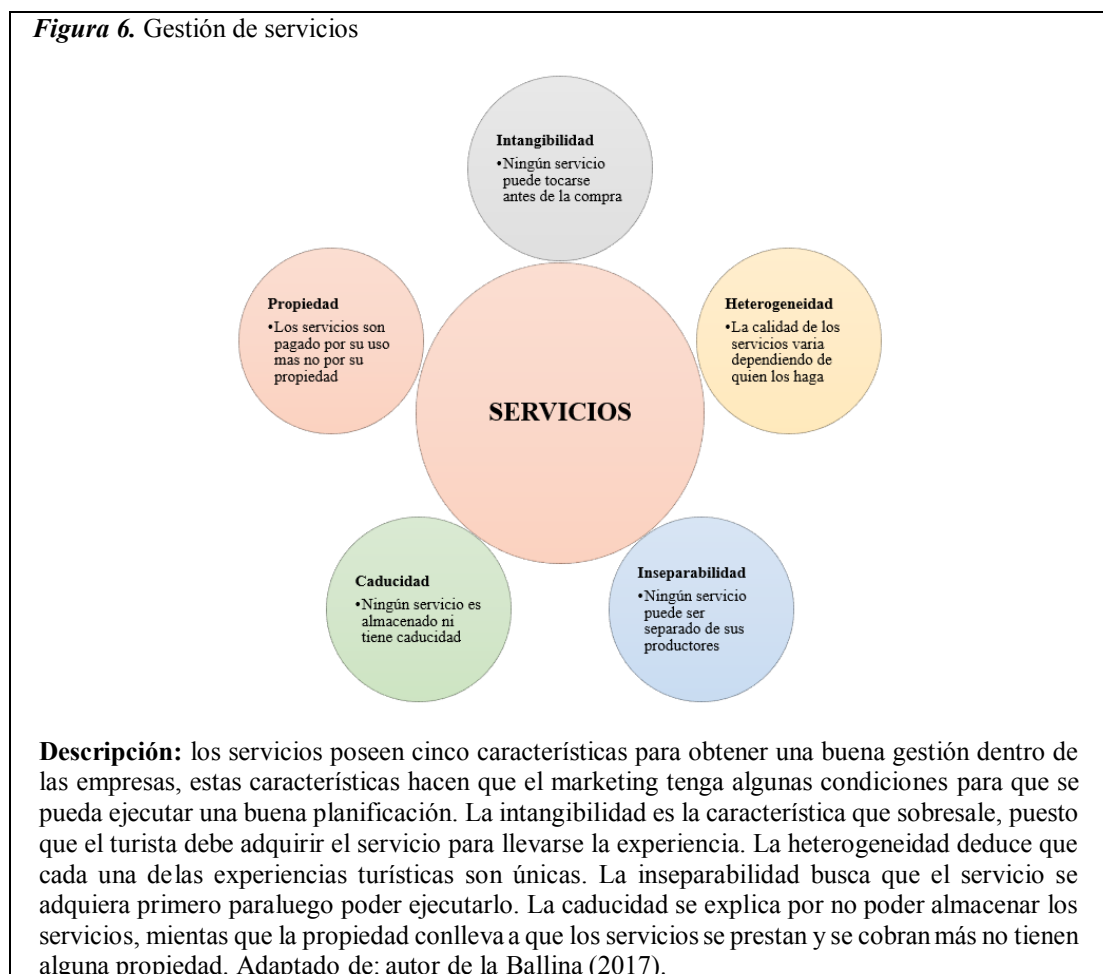 Figura 6. Gestión de servicios
Intangibilidad
•Ningún servicio
puede tocarse
antes de la compra
Propiedad
•Los servicios son
pagado por su uso
mas no por su
propiedad
Heterogeneidad
•La calidad de los
servicios varia
dependiendo de
quien los haga
SERVICIOS
Caducidad
•Ningún servicio es
almacenado ni
tiene caducidad
Inseparabilidad
•Ningún servicio
puede ser
separado de sus
productores
Descripción: los servicios poseen cinco características para obtener una buena gestión dentro de
las empresas, estas características hacen que el marketing tenga algunas condiciones para que se
pueda ejecutar una buena planificación. La intangibilidad es la característica que sobresale, puesto
que el turista debe adquirir el servicio para llevarse la experiencia. La heterogeneidad deduce que
cada una delas experiencias turísticas son únicas. La inseparabilidad busca que el servicio se
adquiera primero paraluego poder ejecutarlo. La caducidad se explica por no poder almacenar los
servicios, mientas que la propiedad conlleva a que los servicios se prestan y se cobran más no tienen
alguna propiedad. Adaptado de: autor de la Ballina (2017).